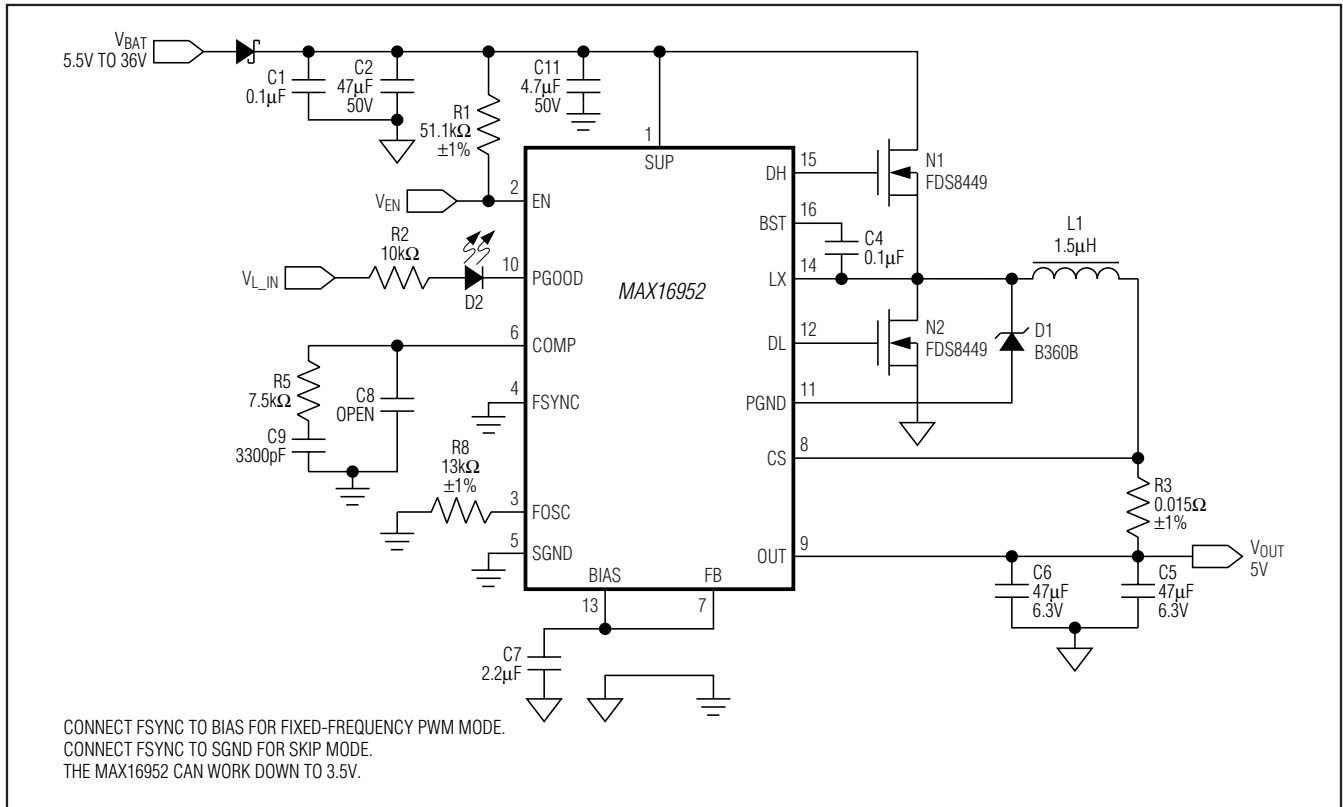 VBAT
5.5V TO 36V
C1
0.1µF
C2
47µF
50V
R1
51.1kΩ
±1%
C11
4.7µF
50V
1
SUP
VEN
2
EN
R2
10kΩ
VL_IN
D2
10
PGOOD
MAX16952
6
COMP
R5
7.5kΩ
C8
OPEN
C9
3300pF
4
FSYNC
R8
13kΩ
±1%
3
FOSC
5
SGND
BIAS
13
FB
7
C7
2.2µF
DH
15
N1
FDS8449
BST
16
C4
0.1µF
LX
14
L1
1.5µH
DL
12
N2
FDS8449
D1
B360B
PGND
11
CS
8
R3
0.015Ω
±1%
OUT
9
VOUT
5V
C6
47µF
6.3V
C5
47µF
6.3V
CONNECT FSYNC TO BIAS FOR FIXED-FREQUENCY PWM MODE.
CONNECT FSYNC TO SGND FOR SKIP MODE.
THE MAX16952 CAN WORK DOWN TO 3.5V.